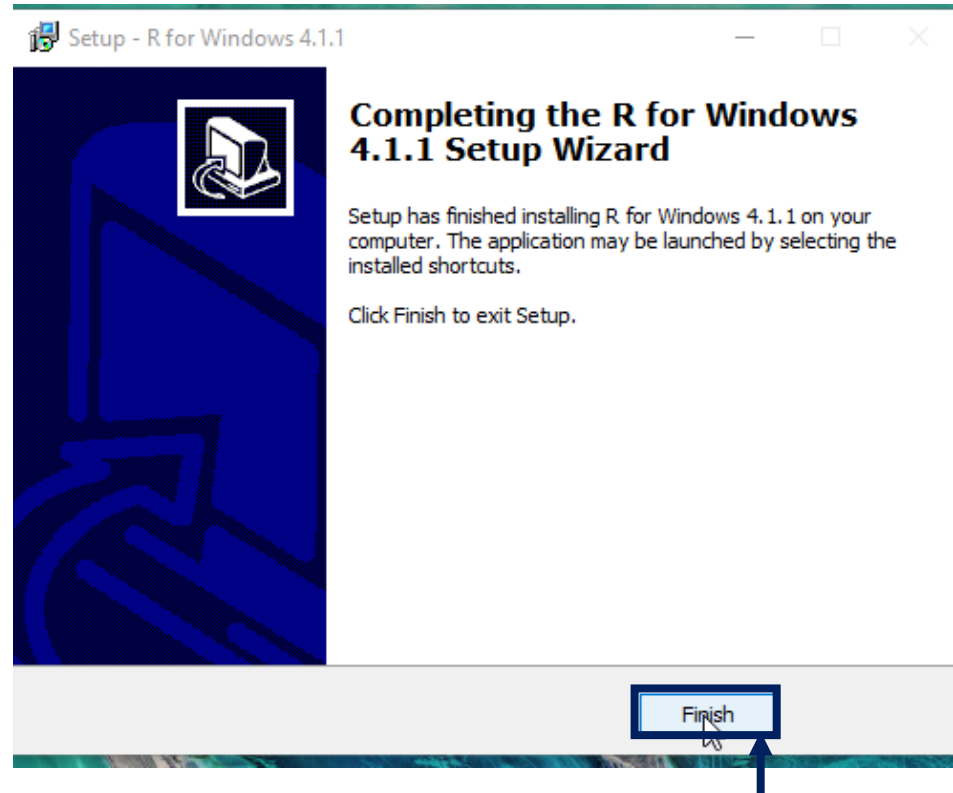 Setup - R for Windows 4.1.1
Completing the R for Windows
4.1.1 Setup Wizard
Setup has finished installing R for Windows 4.1.1 on your
computer. The application may be launched by selecting the
installed shortcuts.
Click Finish to exit Setup.
Finish